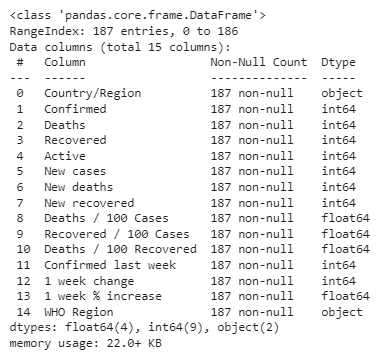 <class 'pandas.core.frame.DataFrame'>
RangeIndex: 187 entries, 0 to 186
Data columns (total 15 columns):
 #   Column                  Non-Null Count  Dtype
---  ------                  --------------  -----
 0   Country/Region          187 non-null    object
 1   Confirmed               187 non-null    int64
 2   Deaths                  187 non-null    int64
 3   Recovered               187 non-null    int64
 4   Active                  187 non-null    int64
 5   New cases               187 non-null    int64
 6   New deaths              187 non-null    int64
 7   New recovered           187 non-null    int64
 8   Deaths / 100 Cases      187 non-null    float64
 9   Recovered / 100 Cases   187 non-null    float64
 10  Deaths / 100 Recovered  187 non-null    float64
 11  Confirmed last week     187 non-null    int64
 12  1 week change           187 non-null    int64
 13  1 week % increase       187 non-null    float64
 14  WHO Region              187 non-null    object
dtypes: float64(4), int64(9), object(2)
memory usage: 22.0+ KB